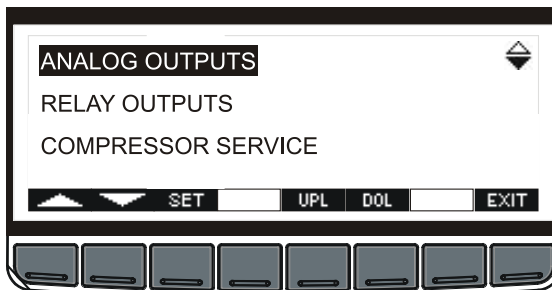 ANALOG OUTPUTS
RELAY OUTPUTS
COMPRESSOR SERVICE
SET UPL DOL EXIT